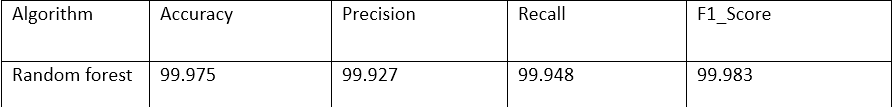 Algorithm Accuracy Precision Recall F1_Score
Random forest 99.975 99.927 99.948 99.983